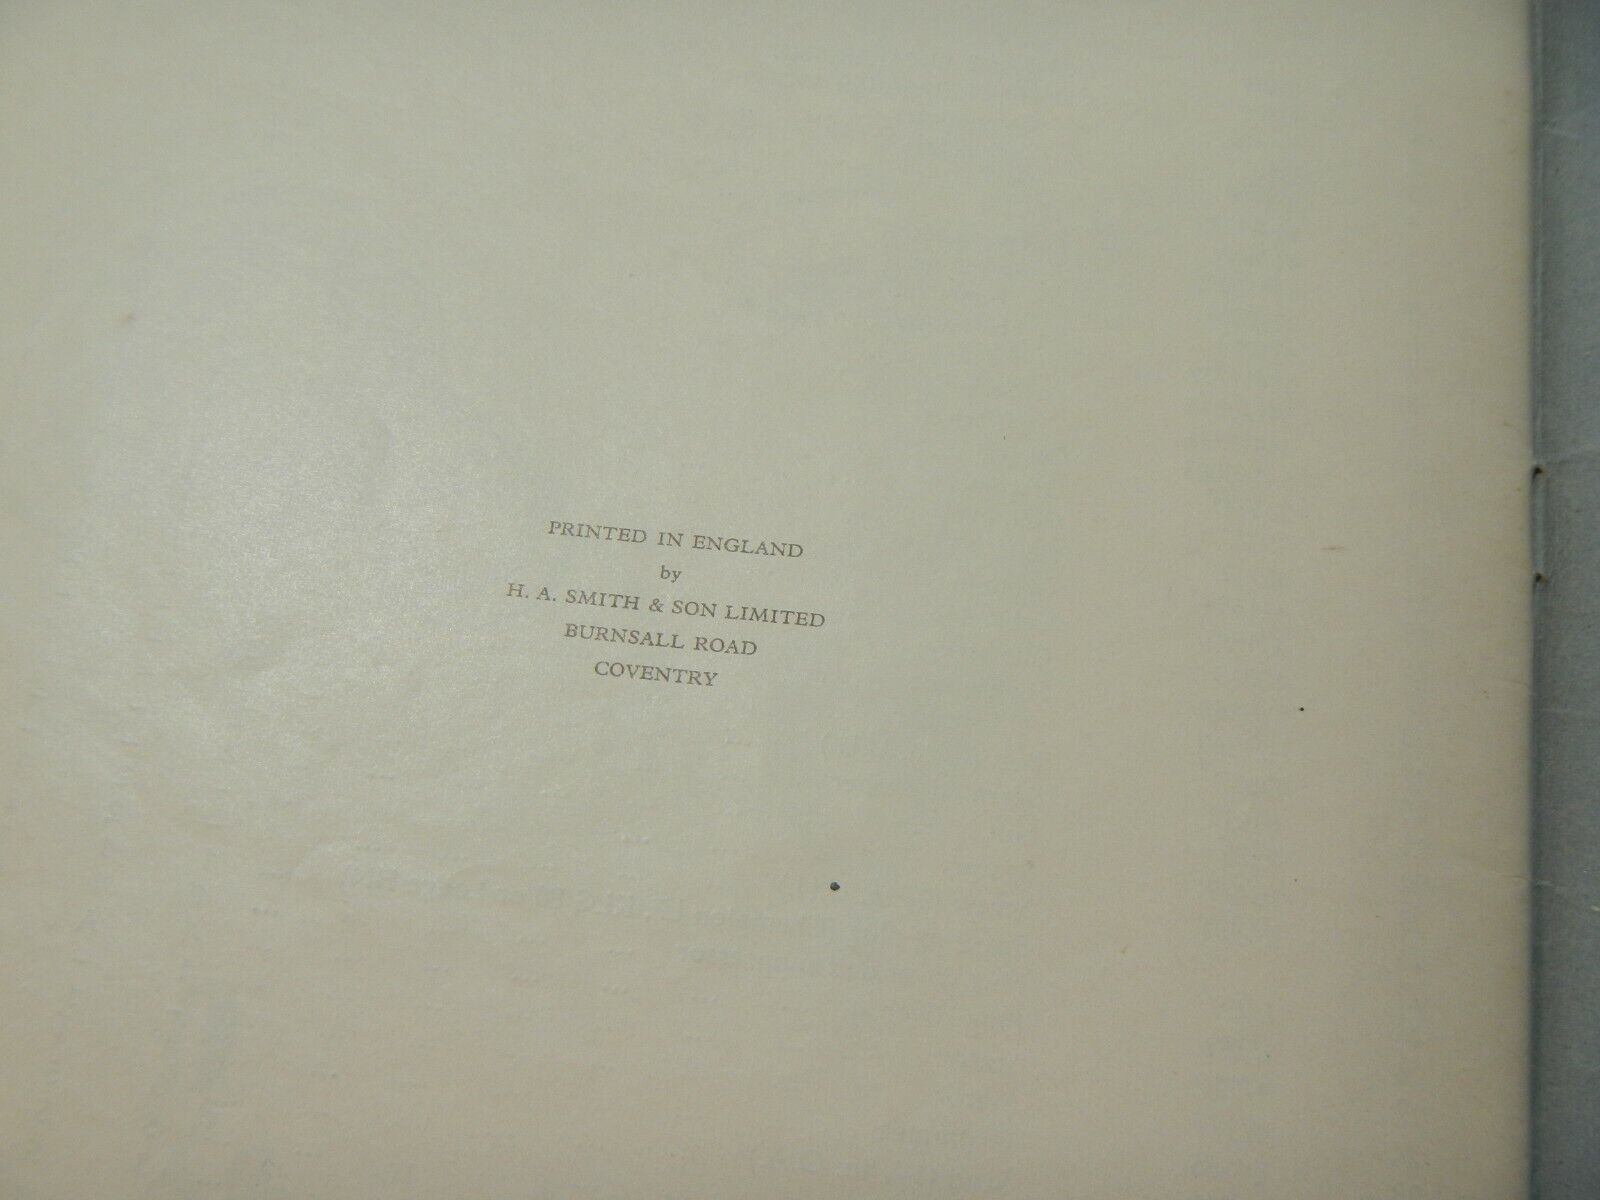 PRINTED IN ENGLAND
by
H. A. SMITH & SON LIMITED
BURNSALL ROAD
COVENTRY